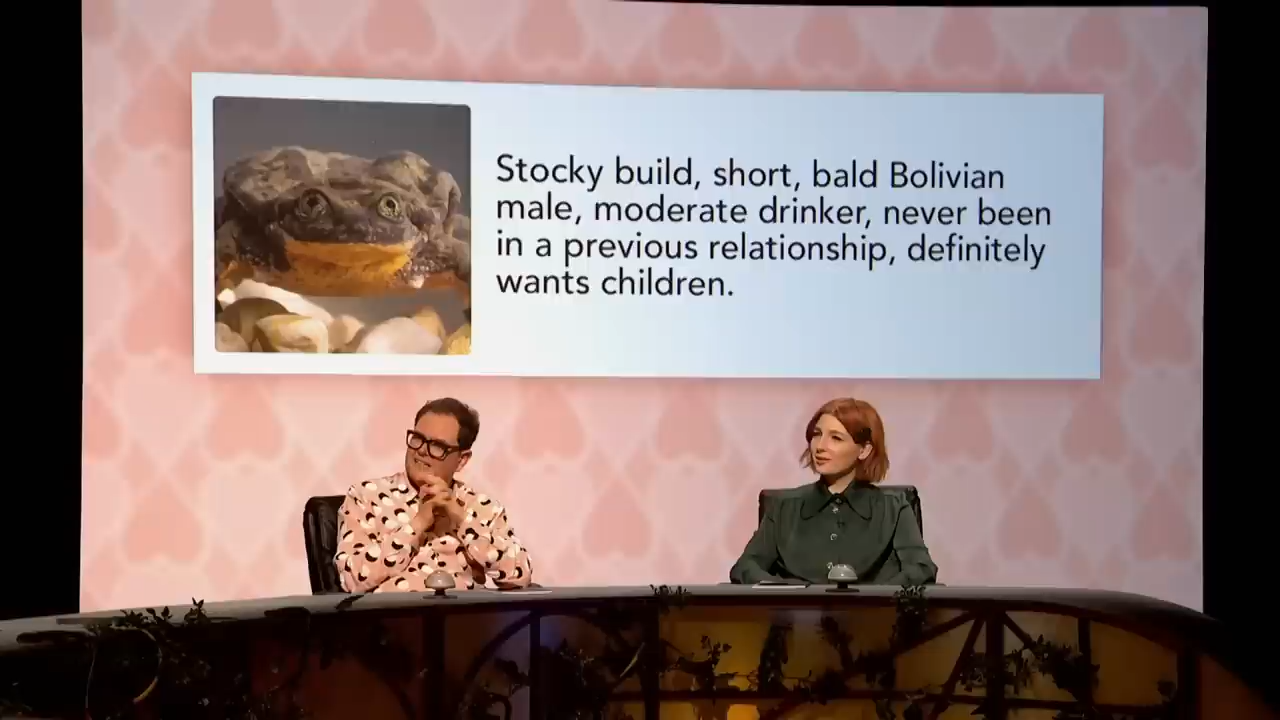 Stocky build, short, bald Bolivian
male, moderate drinker, never been
in a previous relationship, definitely
wants children.